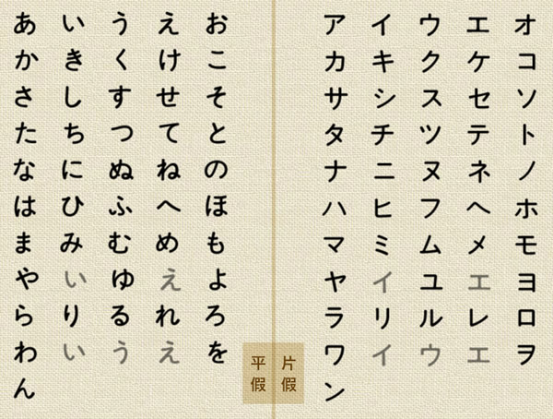 あ い う え お
か き く け こ
さ し す せ そ
た ち つ て と
な に ぬ ね の
は ひ ふ へ ほ
ま み む め も
や い ゆ え よ
ら り る れ ろ
わ い う え を
ん
平假
ア イ ウ エ オ
カ キ ク ケ コ
サ シ ス セ ソ
タ チ ツ テ ト
ナ ニ ヌ ネ ノ
ハ ヒ フ ヘ ホ
マ ミ ム メ モ
ヤ イ ユ エ ヨ
ラ リ ル レ ロ
ワ イ ウ エ ヲ
ン
片假